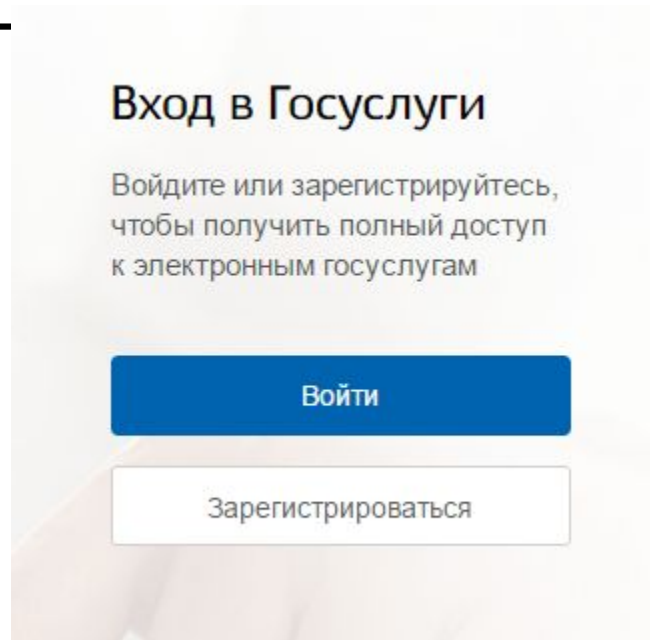 Вход в Госуслуги
Войдите или зарегистрируйтесь,
чтобы получить полный доступ
к электронным госуслугам
Войти
Зарегистрироваться